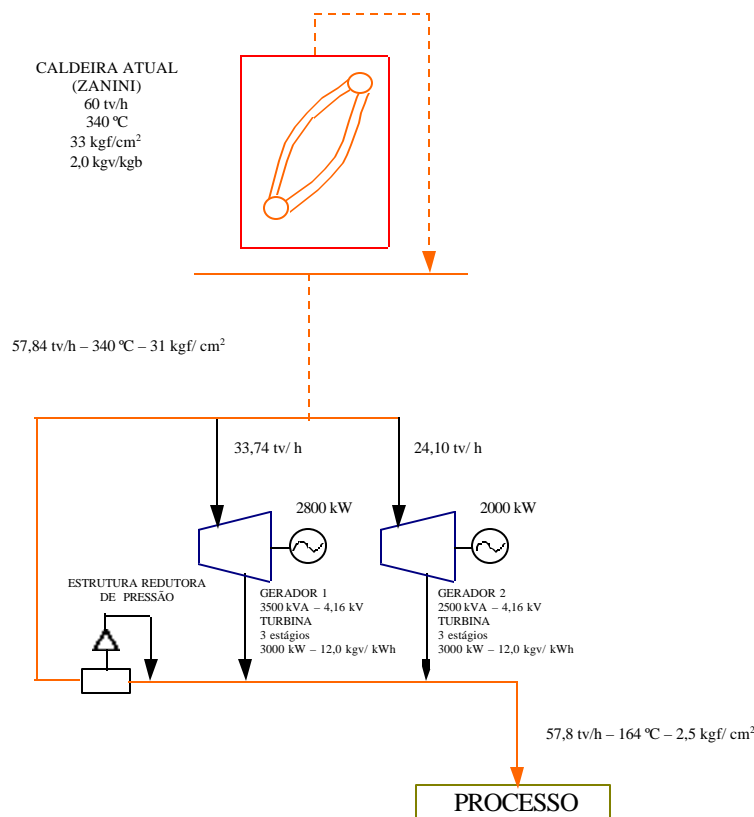 CALDEIRA ATUAL
(ZANINI)
60 tv/h
340 ºC
33 kgf/cm²
2,0 kgv/kgb
57,84 tv/h – 340 ºC – 31 kgf/ cm²
33,74 tv/ h
24,10 tv/ h
2800 kW
2000 kW
ESTRUTURA REDUTORA
DE PRESSÃO
GERADOR 1
3500 kVA – 4,16 kV
TURBINA
3 estágios
3000 kW – 12,0 kgv/ kWh
GERADOR 2
2500 kVA – 4,16 kV
TURBINA
3 estágios
3000 kW – 12,0 kgv/ kWh
57,8 tv/h – 164 ºC – 2,5 kgf/ cm²
PROCESSO